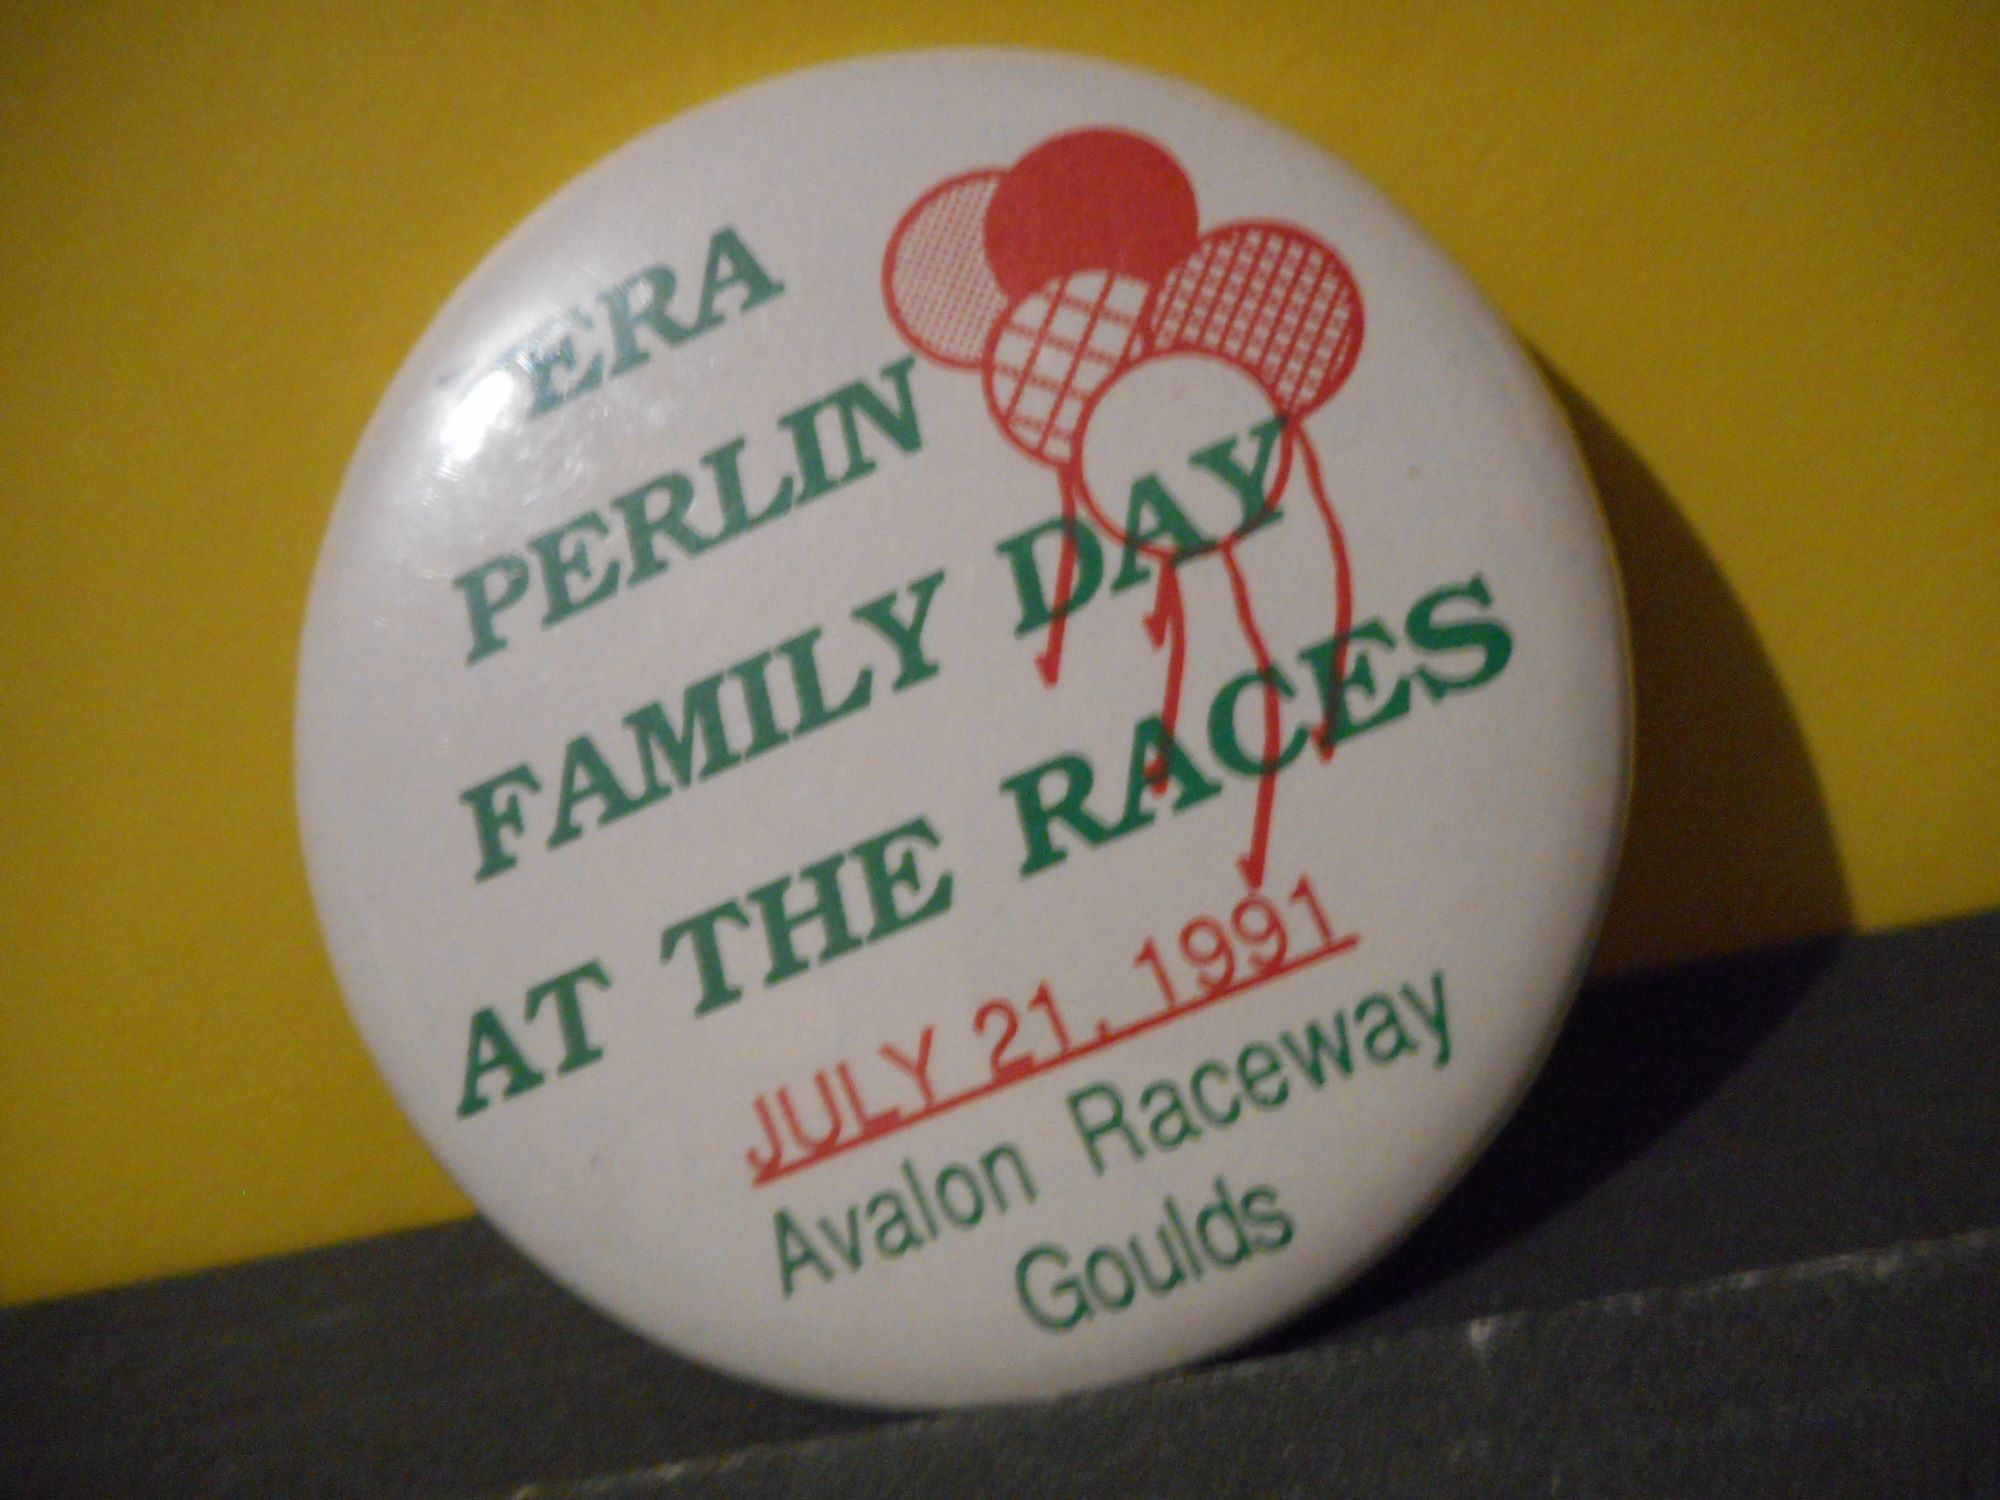 VERA
PERLIN
FAMILY DAY
AT THE RACES
JULY 21, 1991
Avalon Raceway
Goulds